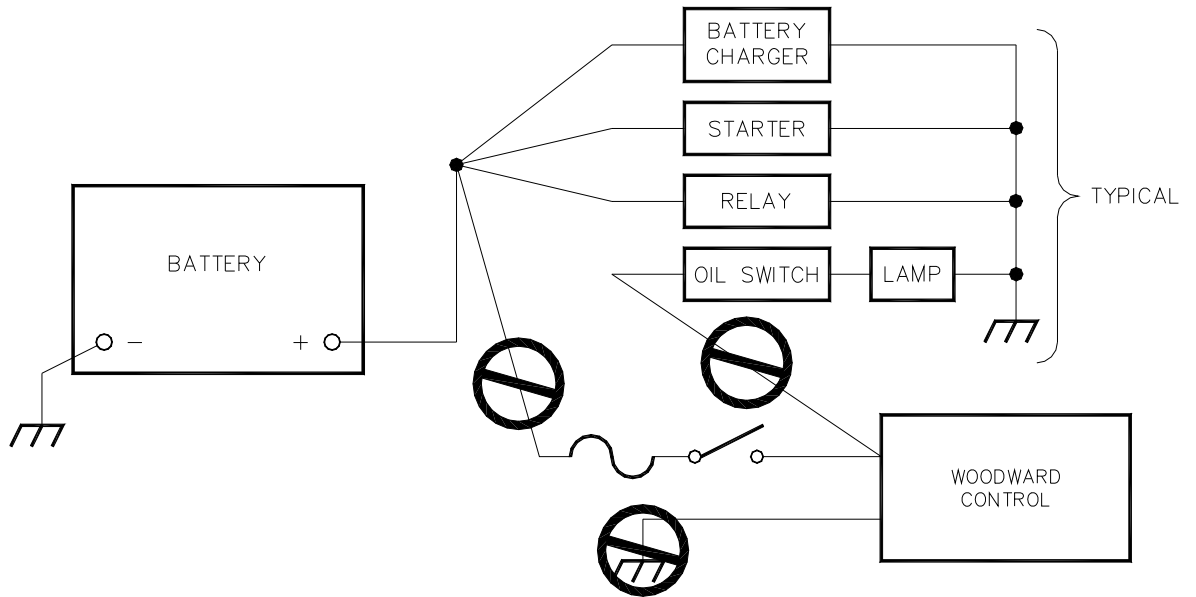 BATTERY
CHARGER
STARTER
RELAY
TYPICAL
BATTERY
OIL SWITCH
LAMP
− +
WOODWARD
CONTROL